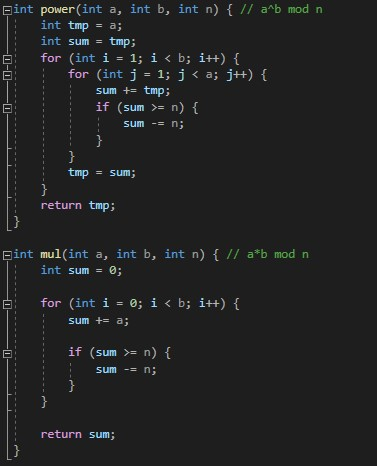 int power(int a, int b, int n) { // a^b mod n
int tmp = a;
int sum = tmp;
for (int i = 1; i < b; i++) {
for (int j = 1; j < a; j++) {
sum += tmp;
if (sum >= n) {
sum -= n;
}
}
tmp = sum;
}
return tmp;
}
int mul(int a, int b, int n) { // a*b mod n
int sum = 0;
for (int i = 0; i < b; i++) {
sum += a;
if (sum >= n) {
sum -= n;
}
}
return sum;
}